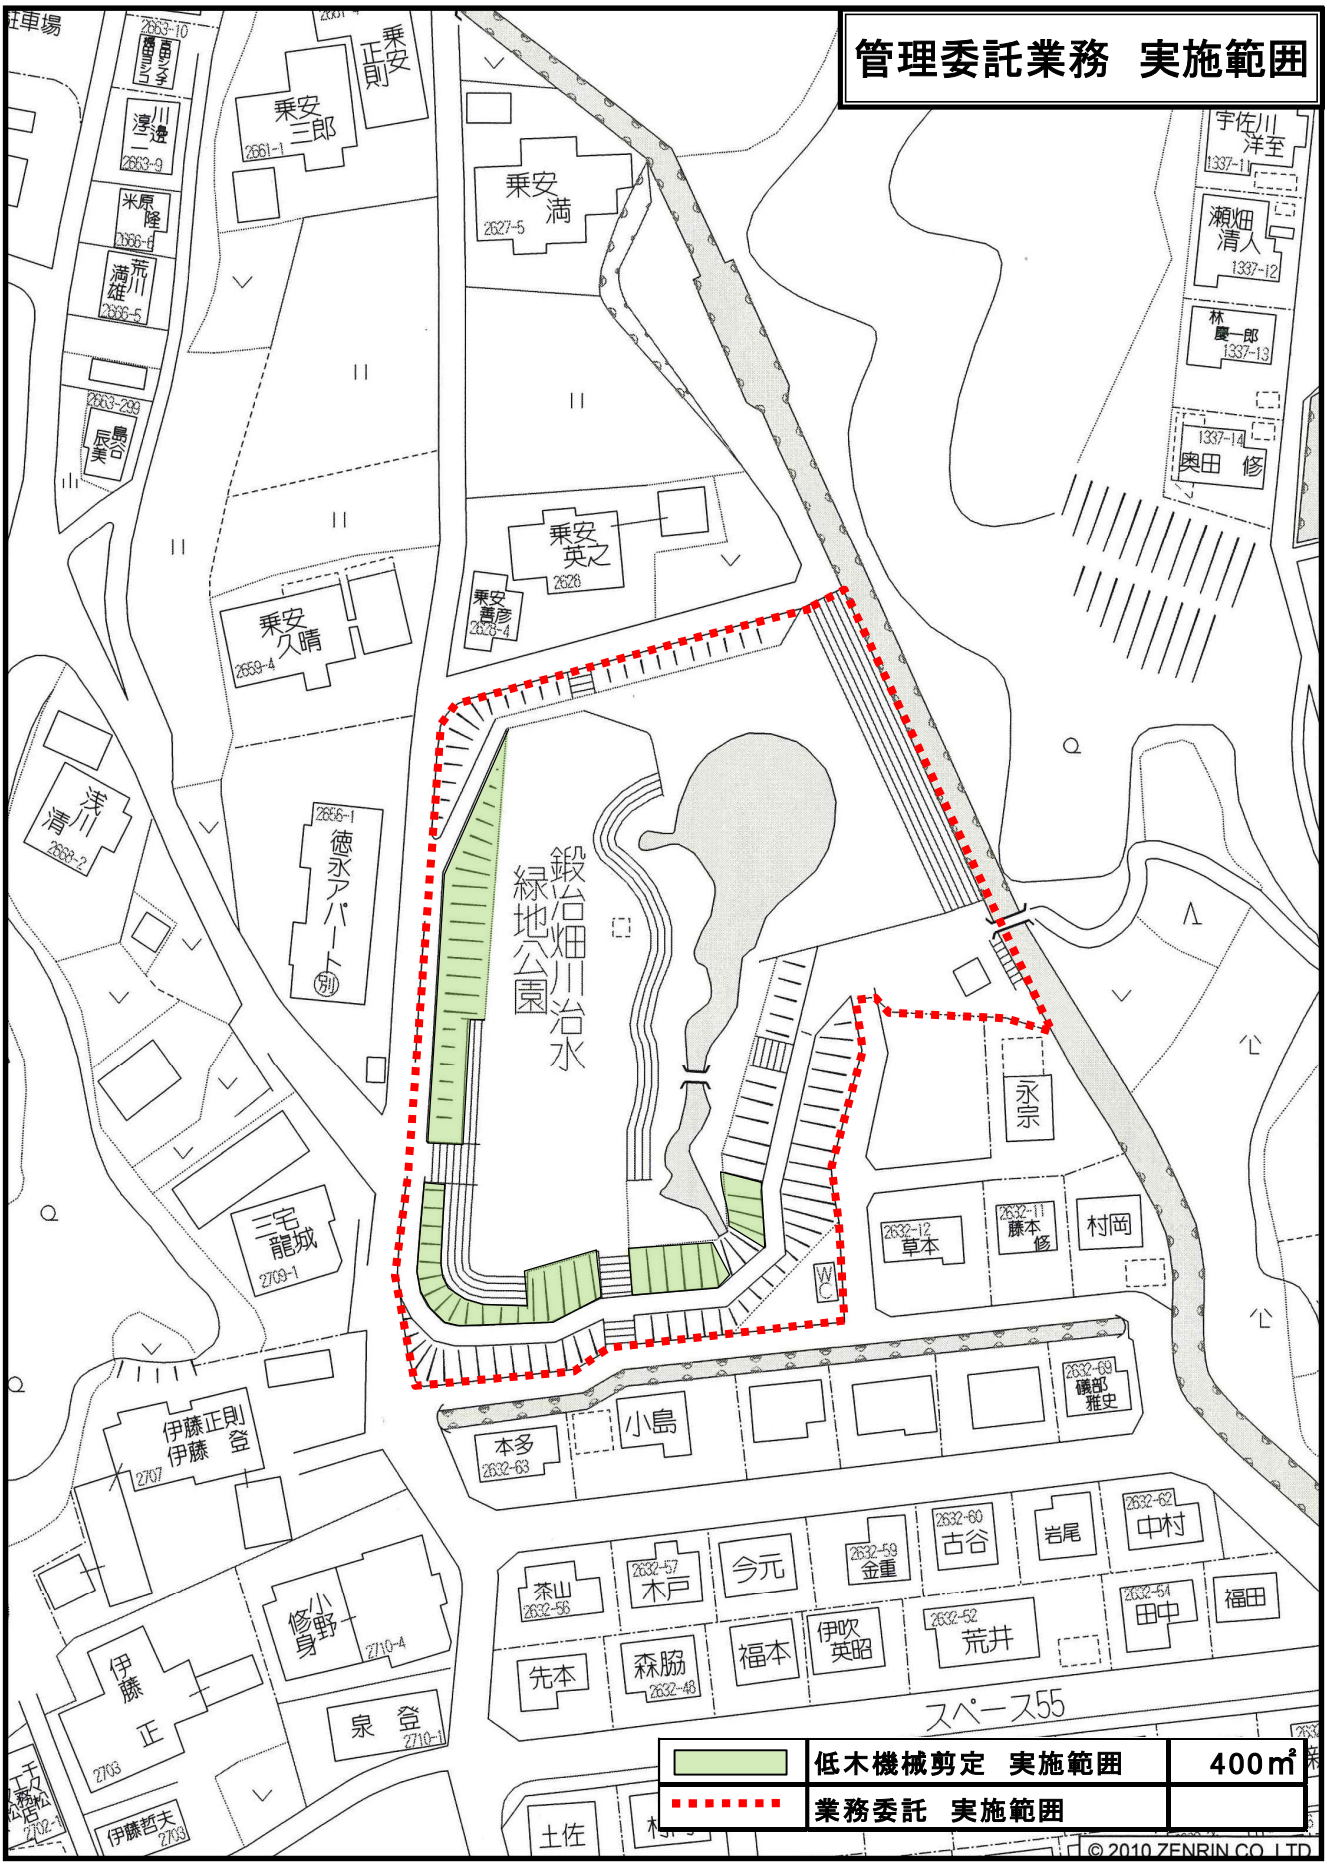 管理委託業務 実施範囲
駐車場
2663-10
川邊
淳二
2663-9
米原
隆
2666-6
荒川
満雄
2666-5
2663-299
島谷
辰美
乗安
正則
乗安
三郎
2661-1
乗安
満
2627-5
宇佐川
洋至
1337-11
瀬畑
清人
1337-12
林
慶一郎
1337-13
1337-14
奥田 修
乗安
英之
2628
乗安
善彦
2628-4
乗安
久晴
2659-4
浅川
清
2668-2
2656-1
徳永アパート
別
鍛冶畑川治水
緑地公園
永宗
三宅
龍城
2709-1
2632-12
草本
2632-11
藤本
修
村岡
WC
伊藤正則
伊藤 登
2707
本多
2632-63
小島
2632-69
磯部
雅史
茶山
2632-56
2632-57
木戸
今元
2632-59
金重
2632-60
古谷
岩尾
2632-62
中村
小野
修身
2710-4
先本
森脇
2632-48
福本
伊吹
英昭
2632-52
荒井
2632-54
田中
福田
伊藤
正
2703
泉 登
2710-1
スペース55
伊藤哲夫
2703
2702-1
土佐
低木機械剪定 実施範囲 400㎡
業務委託 実施範囲
© 2010 ZENRIN CO.,LTD